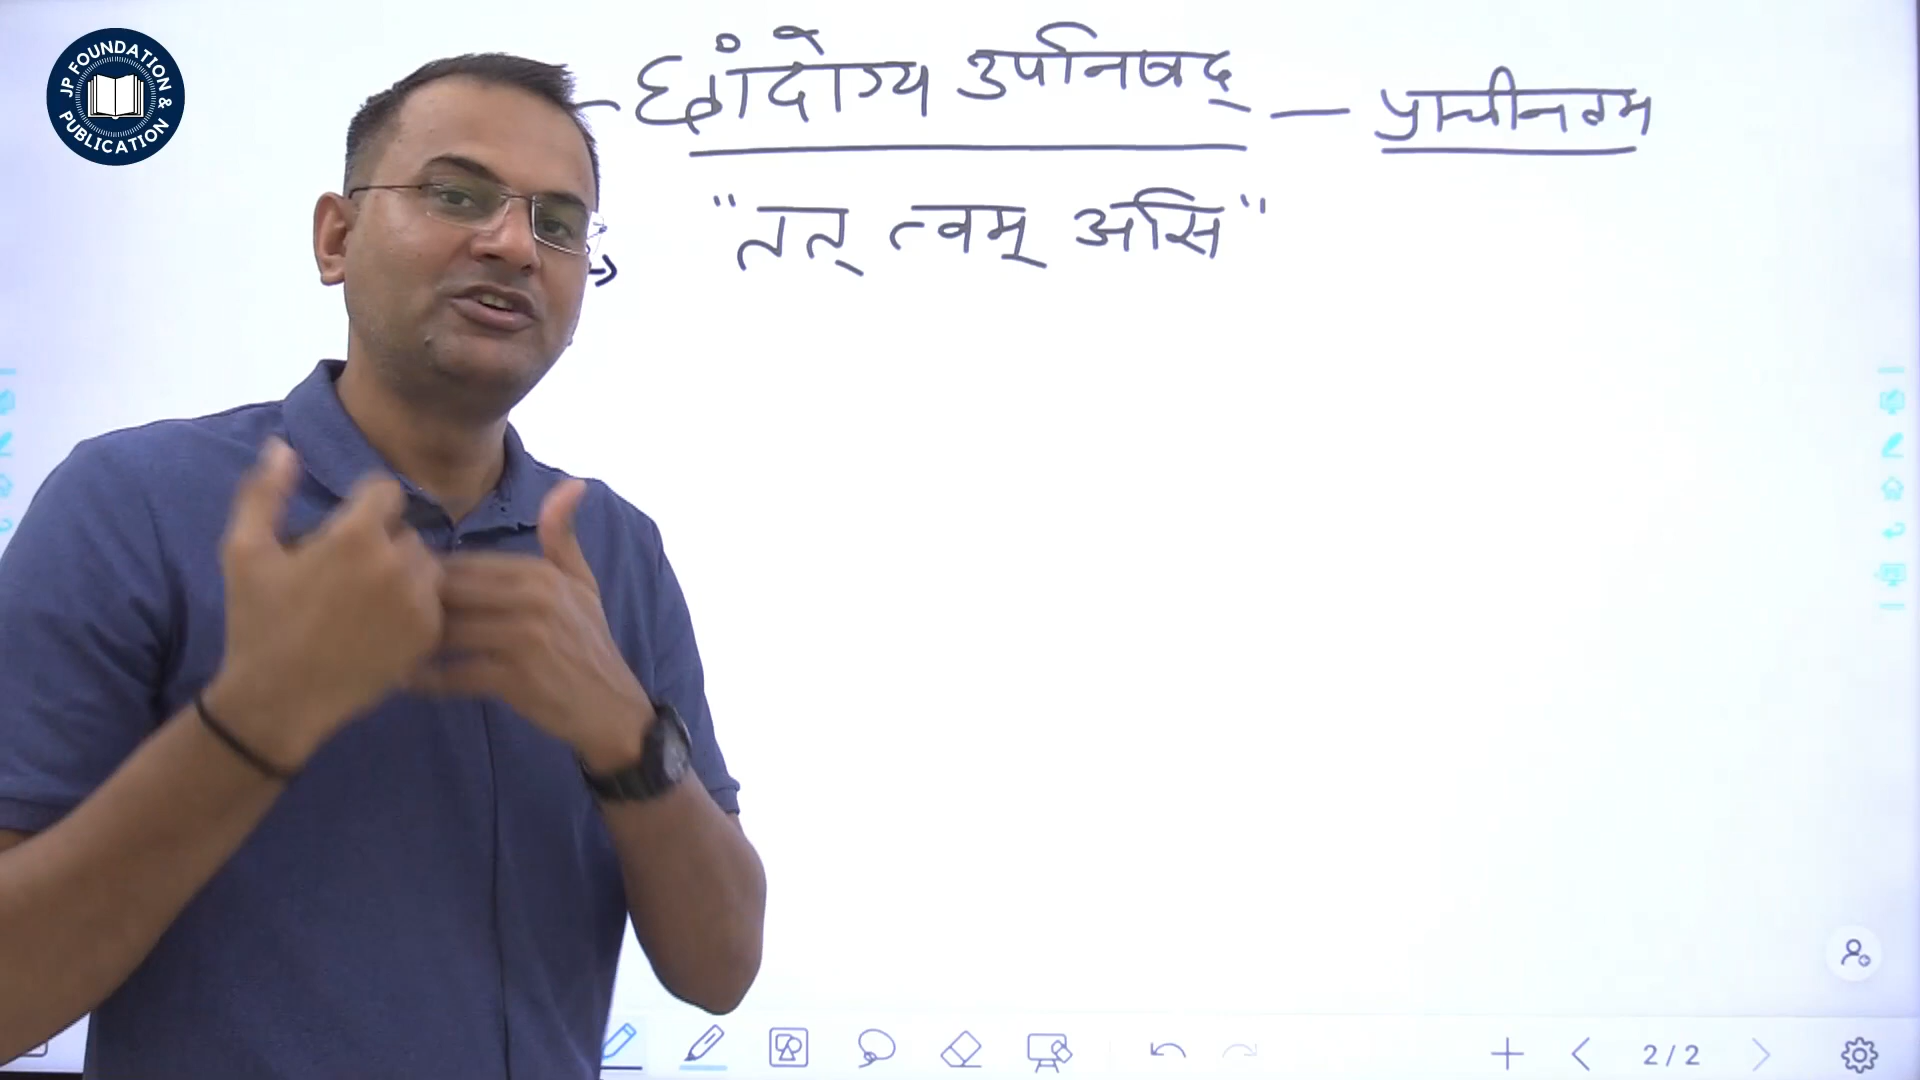 JP FOUNDATION & PUBLICATION
- छांदोग्य उपनिषद् - प्राचीनतम
→ "तत् त्वम् असि"
2/2